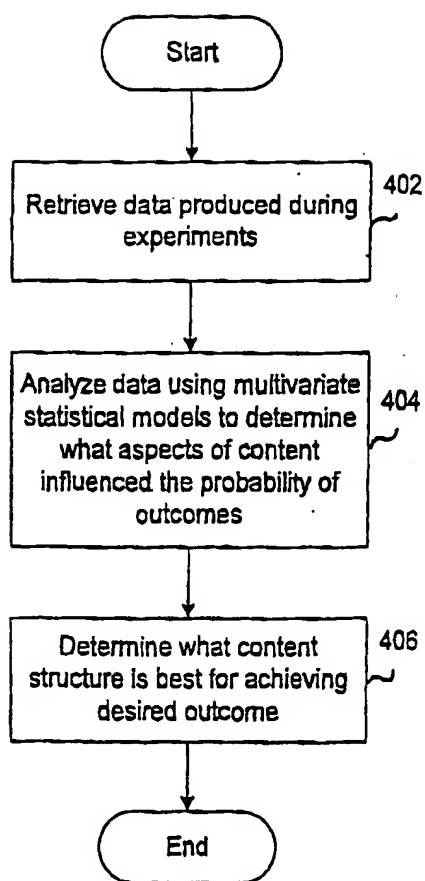 Start
402
Retrieve data produced during
experiments
Analyze data using multivariate
404
statistical models to determine
what aspects of content
influenced the probability of
outcomes
Determine what content
406
structure is best for achieving
desired outcome
End